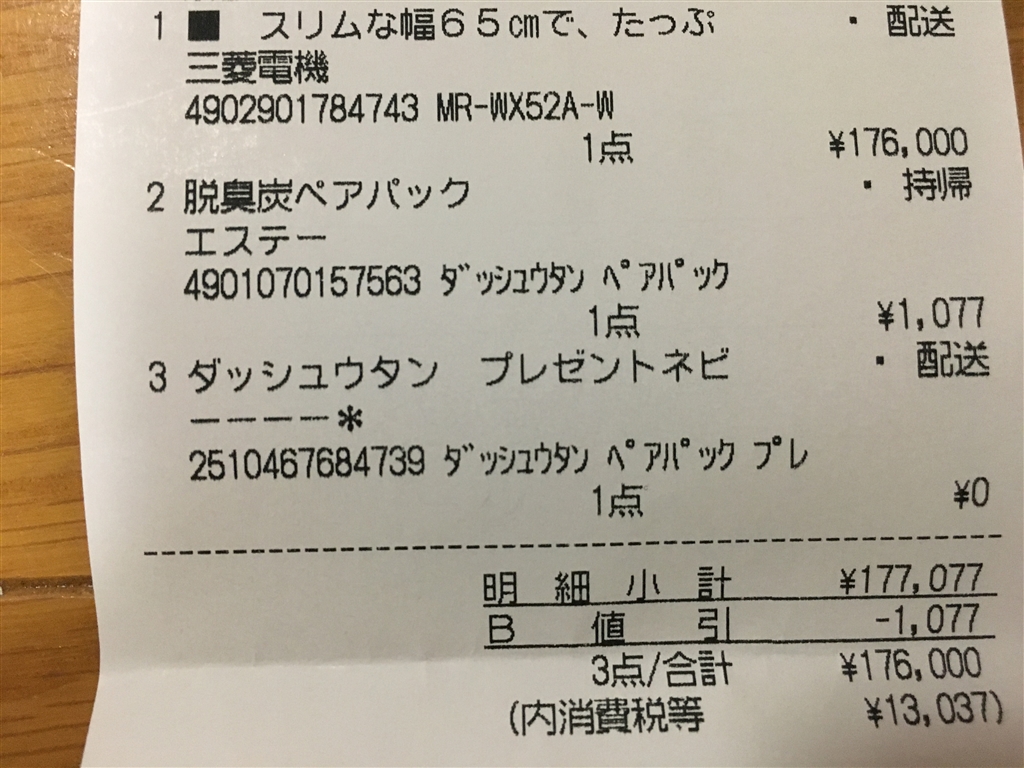 1 ■ スリムな幅65cmで、たっぷ ・ 配送
三菱電機
4902901784743 MR-WX52A-W
1点 ¥176,000
2 脱臭炭ペアパック ・ 持帰
エステー
4901070157563 ﾀﾞｯｼｭｳﾀﾝ ﾍﾟｱﾊﾟｯｸ
1点 ¥1,077
3 ダッシュウタン プレゼントネビ ・ 配送
ーーーー*
2510467684739 ﾀﾞｯｼｭｳﾀﾝ ﾍﾟｱﾊﾟｯｸ ﾌﾟﾚ
1点 ¥0
明細小計 ¥177,077
B値引 -1,077
3点/合計 ¥176,000
(内消費税等 ¥13,037)